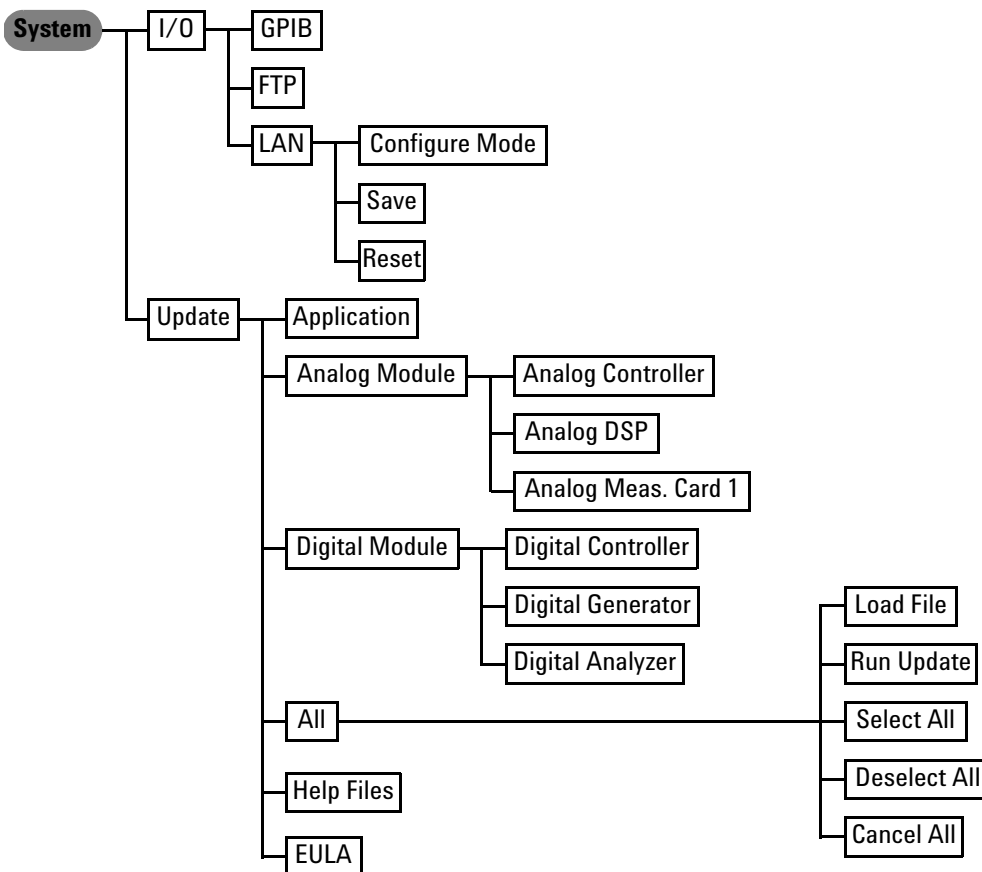 System
I/O
GPIB
FTP
LAN
Configure Mode
Save
Reset
Update
Application
Analog Module
Analog Controller
Analog DSP
Analog Meas. Card 1
Digital Module
Digital Controller
Digital Generator
Digital Analyzer
All
Load File
Run Update
Select All
Deselect All
Cancel All
Help Files
EULA